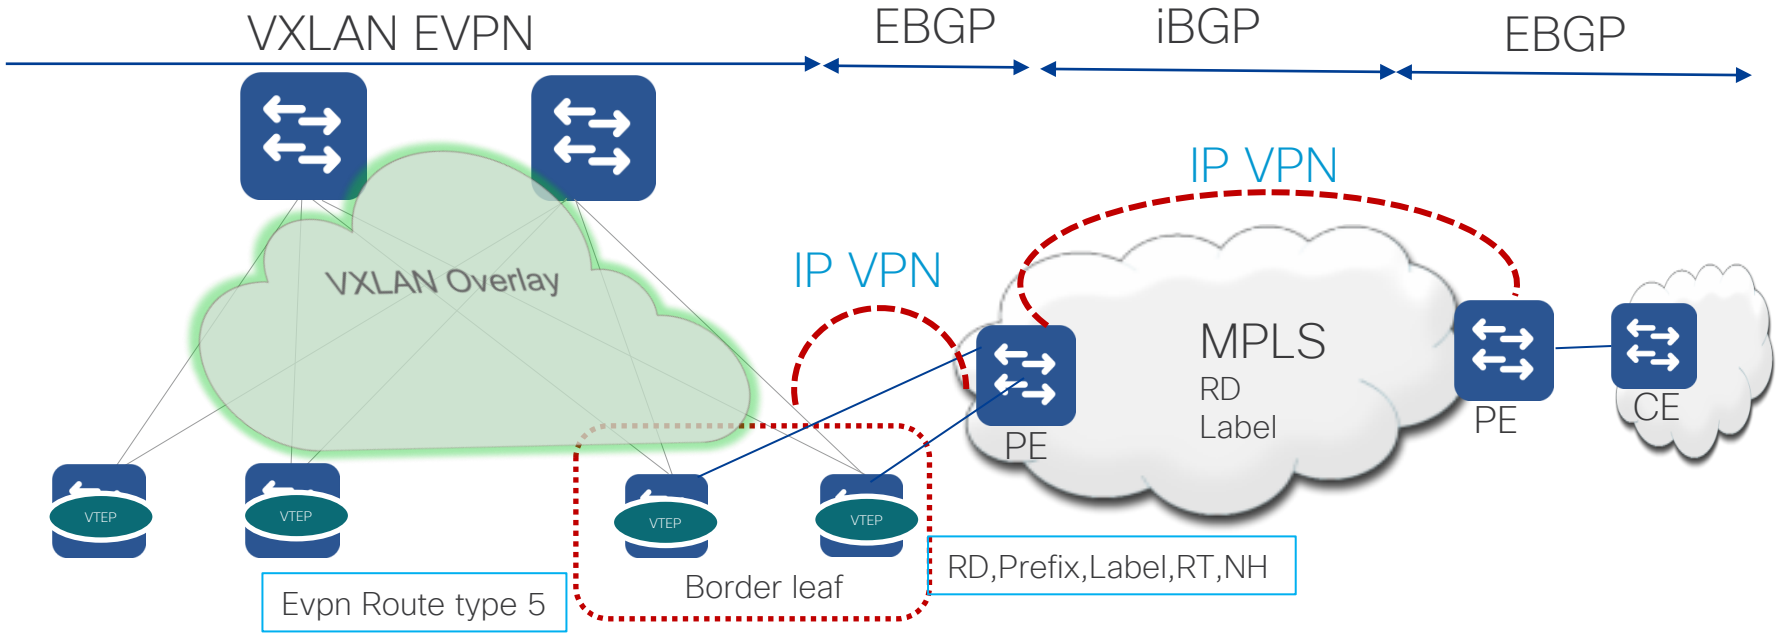 VXLAN EVPN
EBGP
iBGP
EBGP
IP VPN
IP VPN
VXLAN Overlay
MPLS
RD
Label
PE
PE
CE
VTEP
VTEP
VTEP
VTEP
Border leaf
RD,Prefix,Label,RT,NH
Evpn Route type 5